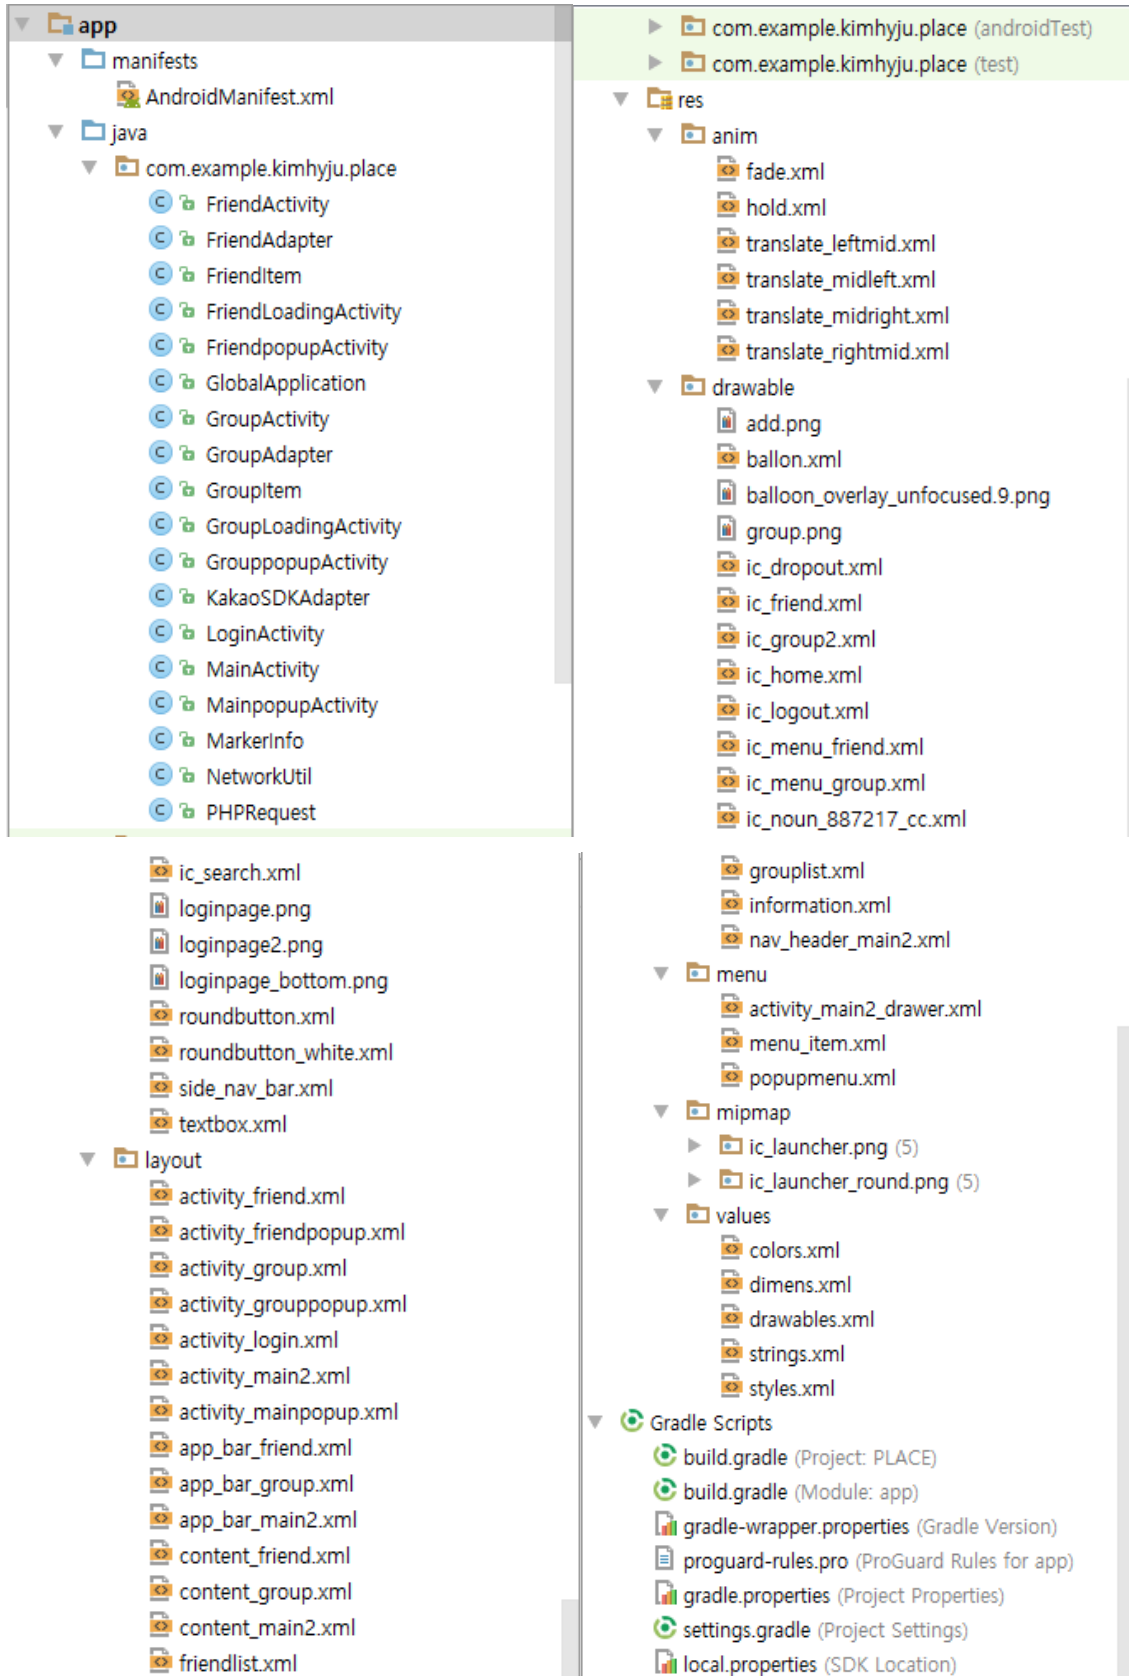 app
manifests
AndroidManifest.xml
java
com.example.kimhyju.place
FriendActivity
FriendAdapter
FriendItem
FriendLoadingActivity
FriendpopupActivity
GlobalApplication
GroupActivity
GroupAdapter
GroupItem
GroupLoadingActivity
GrouppopupActivity
KakaoSDKAdapter
LoginActivity
MainActivity
MainpopupActivity
MarkerInfo
NetworkUtil
PHPRequest
com.example.kimhyju.place (androidTest)
com.example.kimhyju.place (test)
res
anim
fade.xml
hold.xml
translate_leftmid.xml
translate_midleft.xml
translate_midright.xml
translate_rightmid.xml
drawable
add.png
ballon.xml
balloon_overlay_unfocused.9.png
group.png
ic_dropout.xml
ic_friend.xml
ic_group2.xml
ic_home.xml
ic_logout.xml
ic_menu_friend.xml
ic_menu_group.xml
ic_noun_887217_cc.xml
ic_search.xml
loginpage.png
loginpage2.png
loginpage_bottom.png
roundbutton.xml
roundbutton_white.xml
side_nav_bar.xml
textbox.xml
layout
activity_friend.xml
activity_friendpopup.xml
activity_group.xml
activity_grouppopup.xml
activity_login.xml
activity_main2.xml
activity_mainpopup.xml
app_bar_friend.xml
app_bar_group.xml
app_bar_main2.xml
content_friend.xml
content_group.xml
content_main2.xml
friendlist.xml
grouplist.xml
information.xml
nav_header_main2.xml
menu
activity_main2_drawer.xml
menu_item.xml
popupmenu.xml
mipmap
ic_launcher.png (5)
ic_launcher_round.png (5)
values
colors.xml
dimens.xml
drawables.xml
strings.xml
styles.xml
Gradle Scripts
build.gradle (Project: PLACE)
build.gradle (Module: app)
gradle-wrapper.properties (Gradle Version)
proguard-rules.pro (ProGuard Rules for app)
gradle.properties (Project Properties)
settings.gradle (Project Settings)
local.properties (SDK Location)